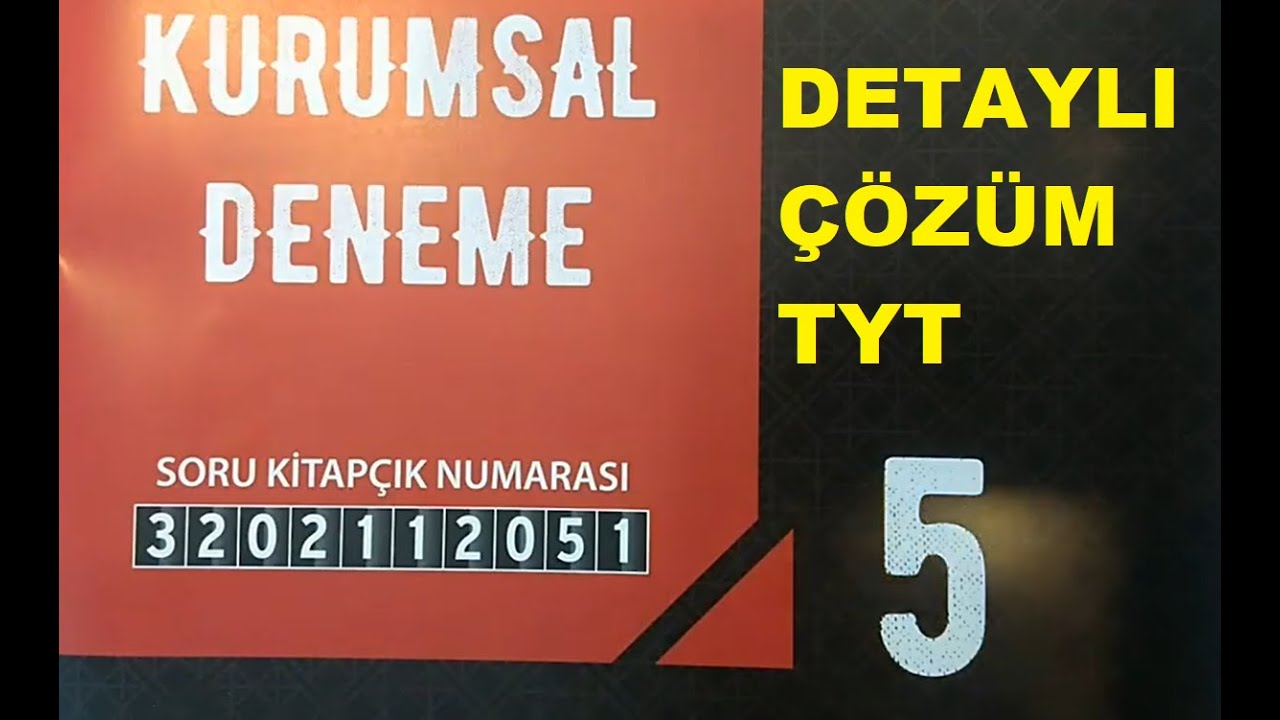 KURUMSAL
DENEME
SORU KİTAPÇIK NUMARASI
3202112051
DETAYLI
ÇÖZÜM
TYT
5